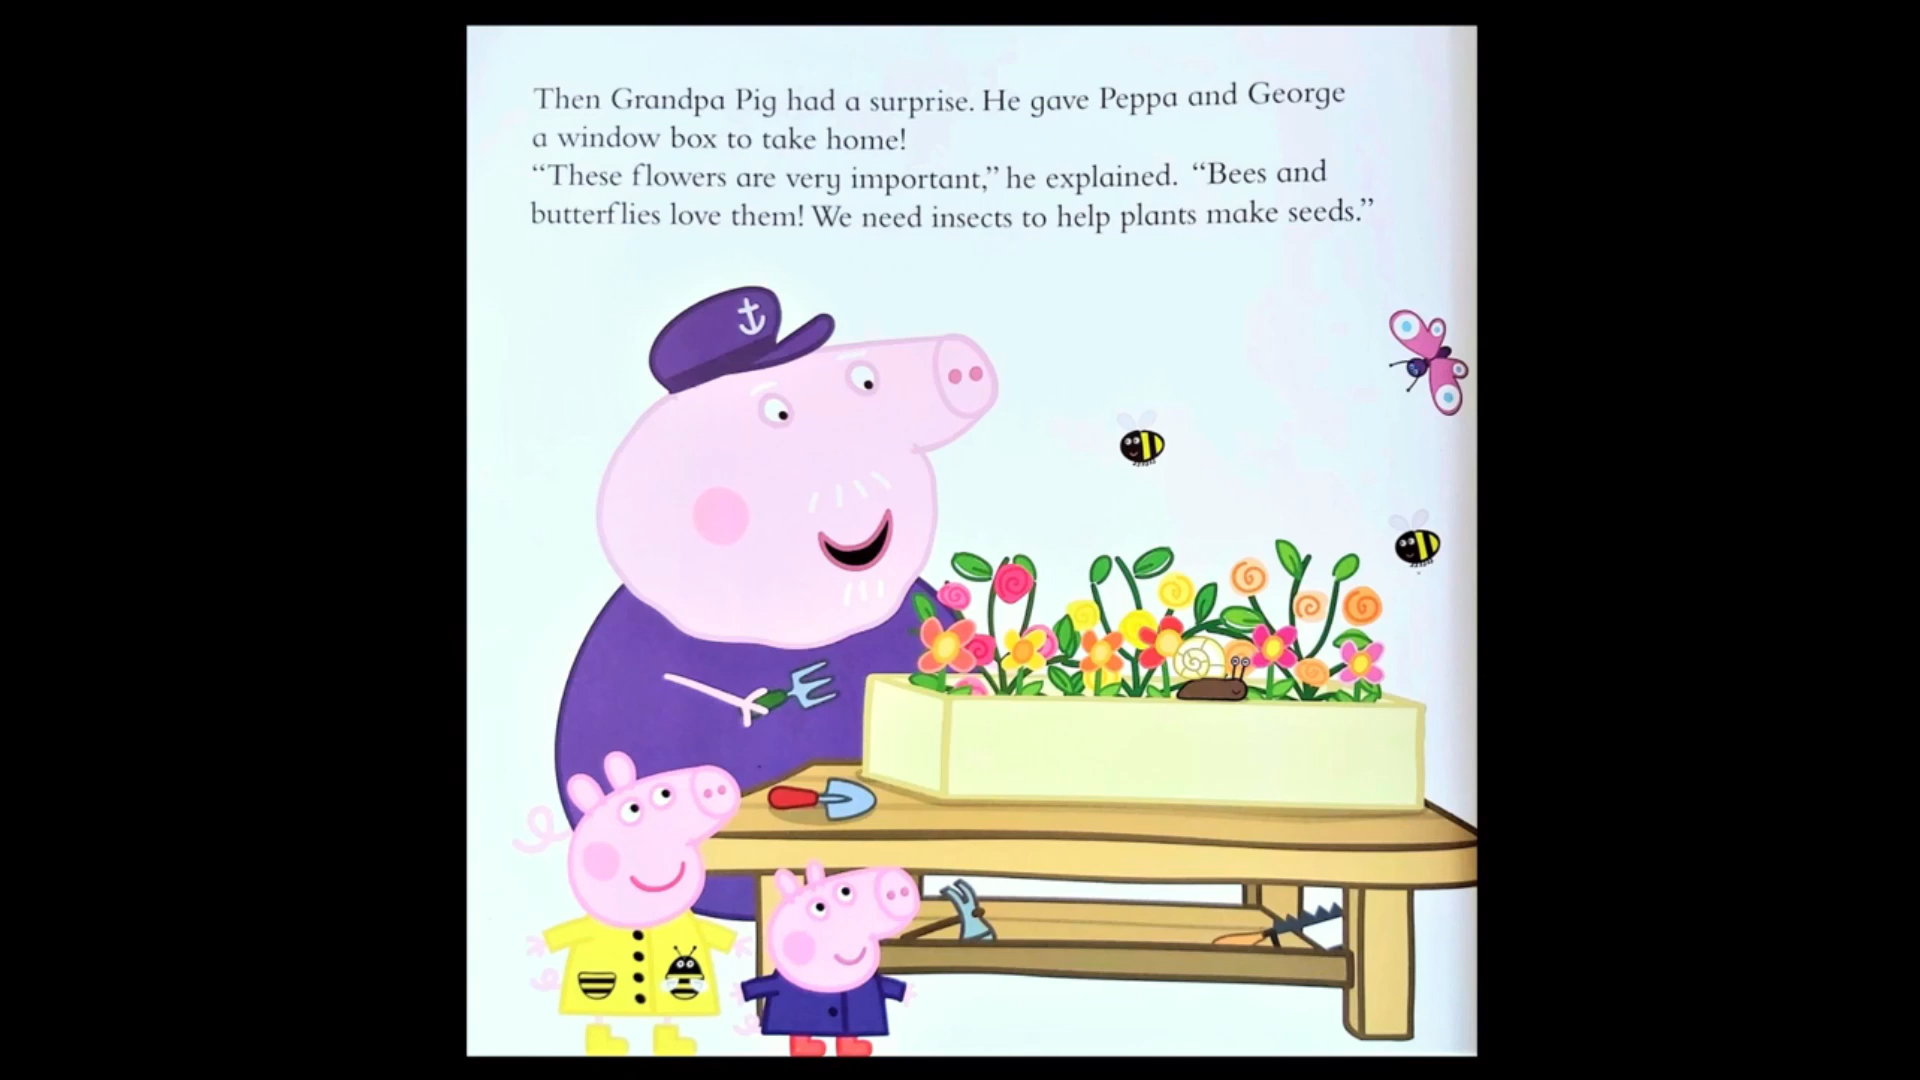 Then Grandpa Pig had a surprise. He gave Peppa and George
a window box to take home!
“These flowers are very important,” he explained. “Bees and
butterflies love them! We need insects to help plants make seeds.”